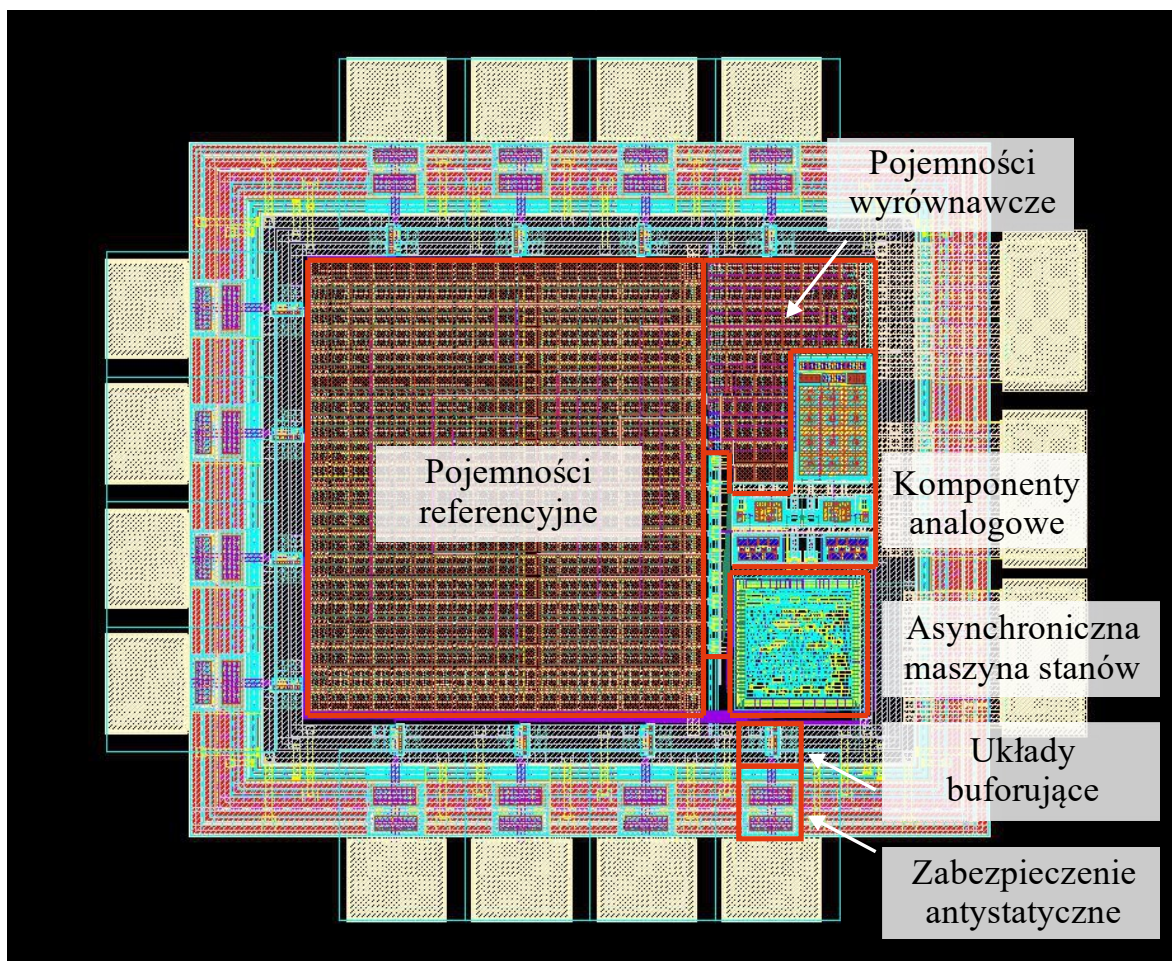 Pojemności
wyrównawcze
Pojemności
referencyjne
Komponenty
analogowe
Asynchroniczna
maszyna stanów
Układy
buforujące
Zabezpieczenie
antystatyczne